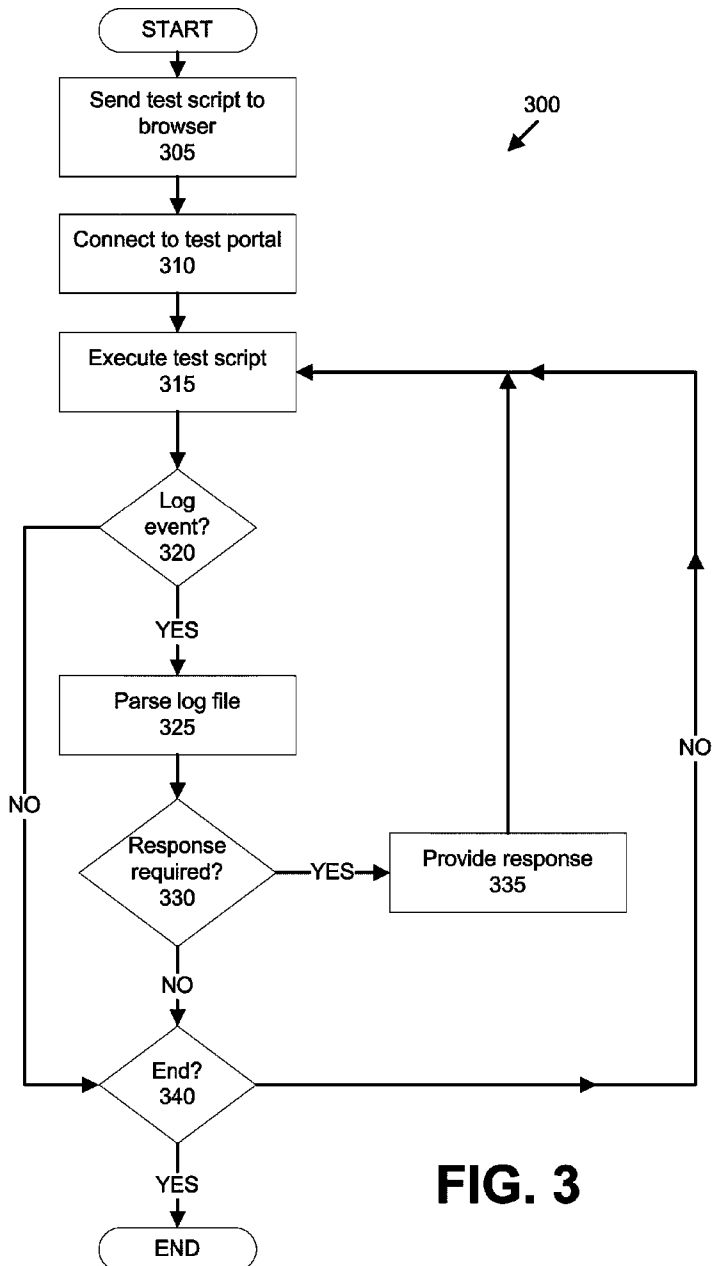 START
Send test script to
browser
305
300
Connect to test portal
310
Execute test script
315
Log
event?
320
YES
Parse log file
325
NO
NO
Response
required?
330
YES
Provide response
335
NO
End?
340
YES
FIG. 3
END